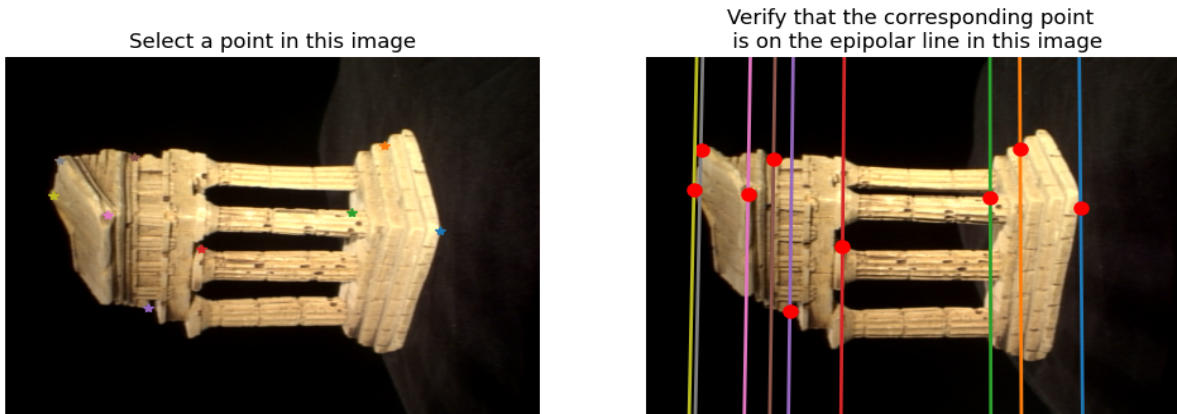 Select a point in this image
Verify that the corresponding point
is on the epipolar line in this image